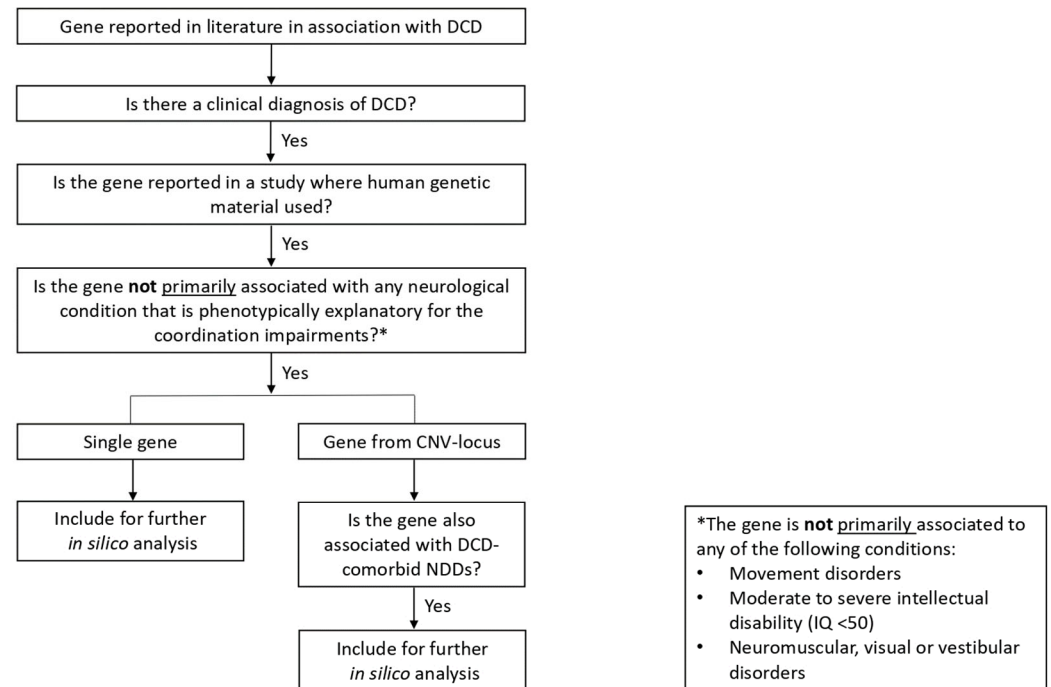 Gene reported in literature in association with DCD
Is there a clinical diagnosis of DCD?
Yes
Is the gene reported in a study where human genetic
material used?
Yes
Is the gene not primarily associated with any neurological
condition that is phenotypically explanatory for the
coordination impairments?*
Yes
Single gene
Gene from CNV-locus
Include for further
in silico analysis
Is the gene also
associated with DCD-
comorbid NDDs?
Yes
Include for further
in silico analysis
*The gene is not primarily associated to
any of the following conditions:
• Movement disorders
• Moderate to severe intellectual
disability (IQ <50)
• Neuromuscular, visual or vestibular
disorders